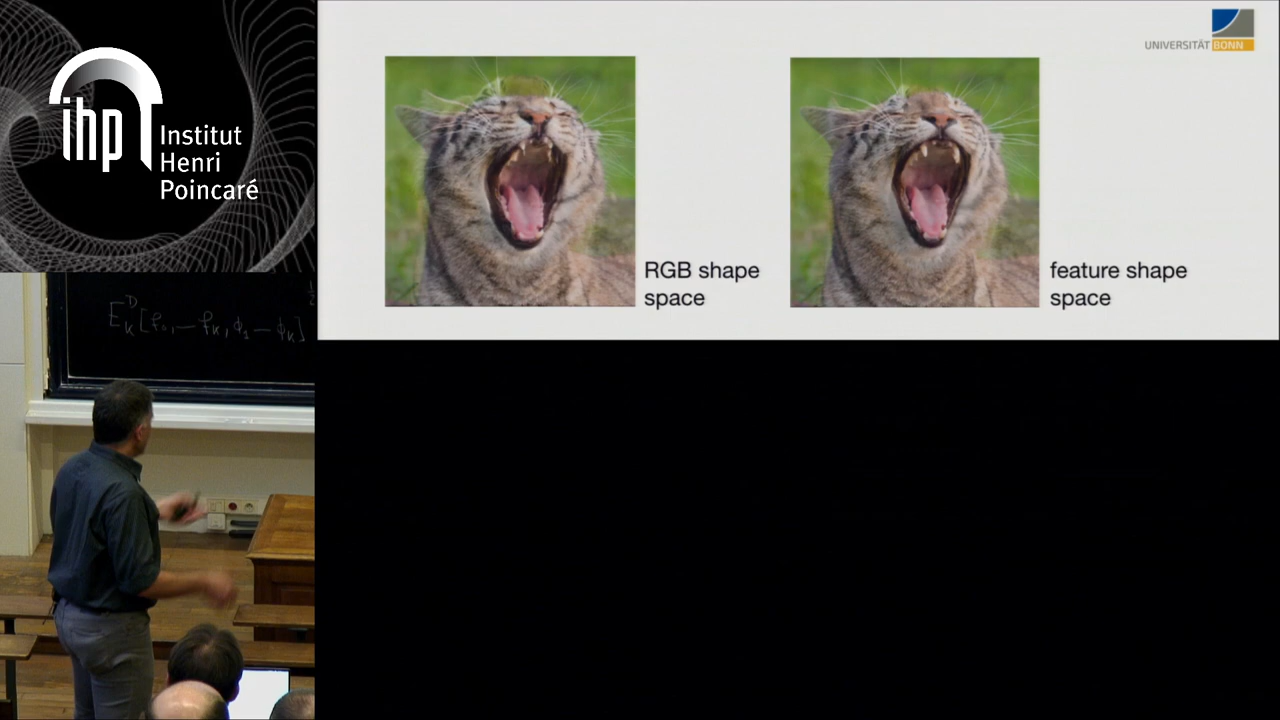 ihp
Institut
Henri
Poincaré
UNIVERSITÄT BONN
RGB shape
space
feature shape
space